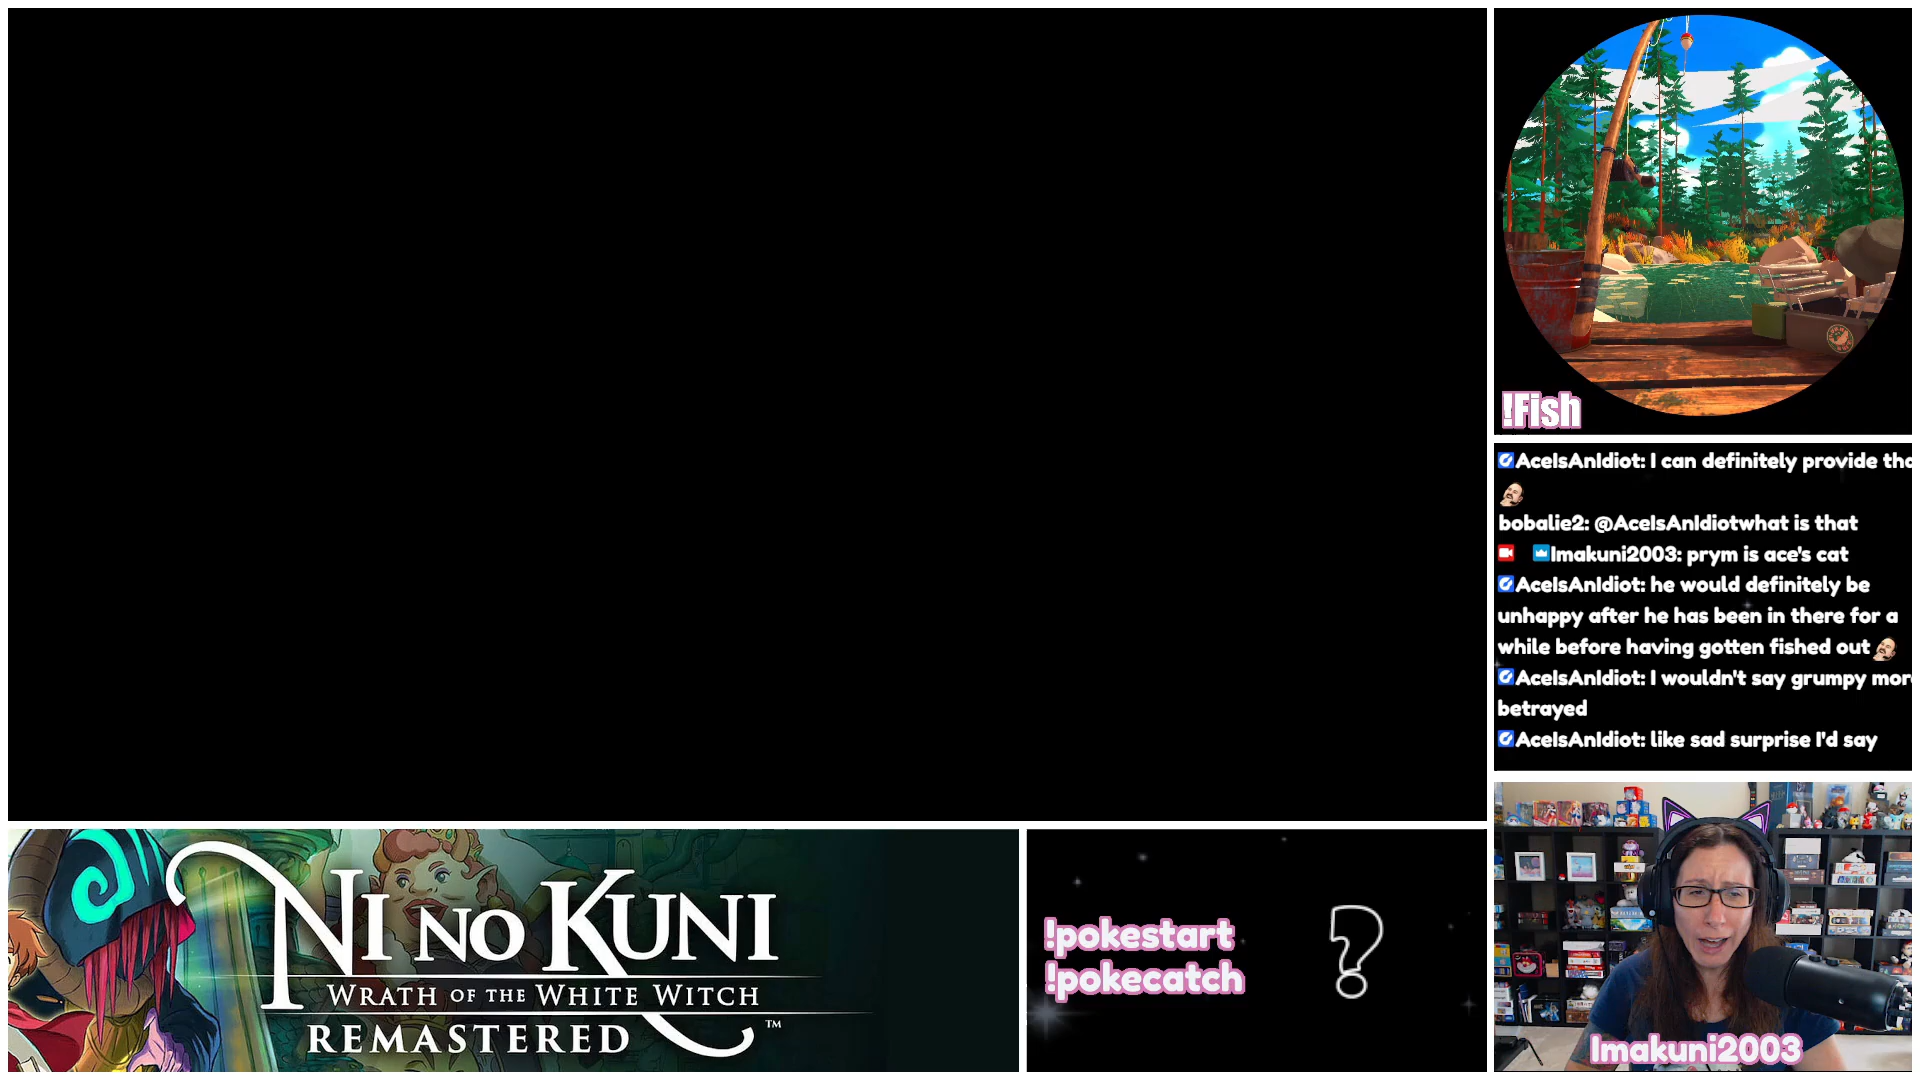 !Fish
AceIsAnIdiot: I can definitely provide tha
bobalie2: @AceIsAnIdiotwhat is that
Imakuni2003: prym is ace's cat
AceIsAnIdiot: he would definitely be
unhappy after he has been in there for a
while before having gotten fished out
AceIsAnIdiot: I wouldn't say grumpy mor
betrayed
AceIsAnIdiot: like sad surprise I'd say
NI NO KUNI
WRATH OF THE WHITE WITCH
REMASTERED™
!pokestart
!pokecatch
?
Imakuni2003